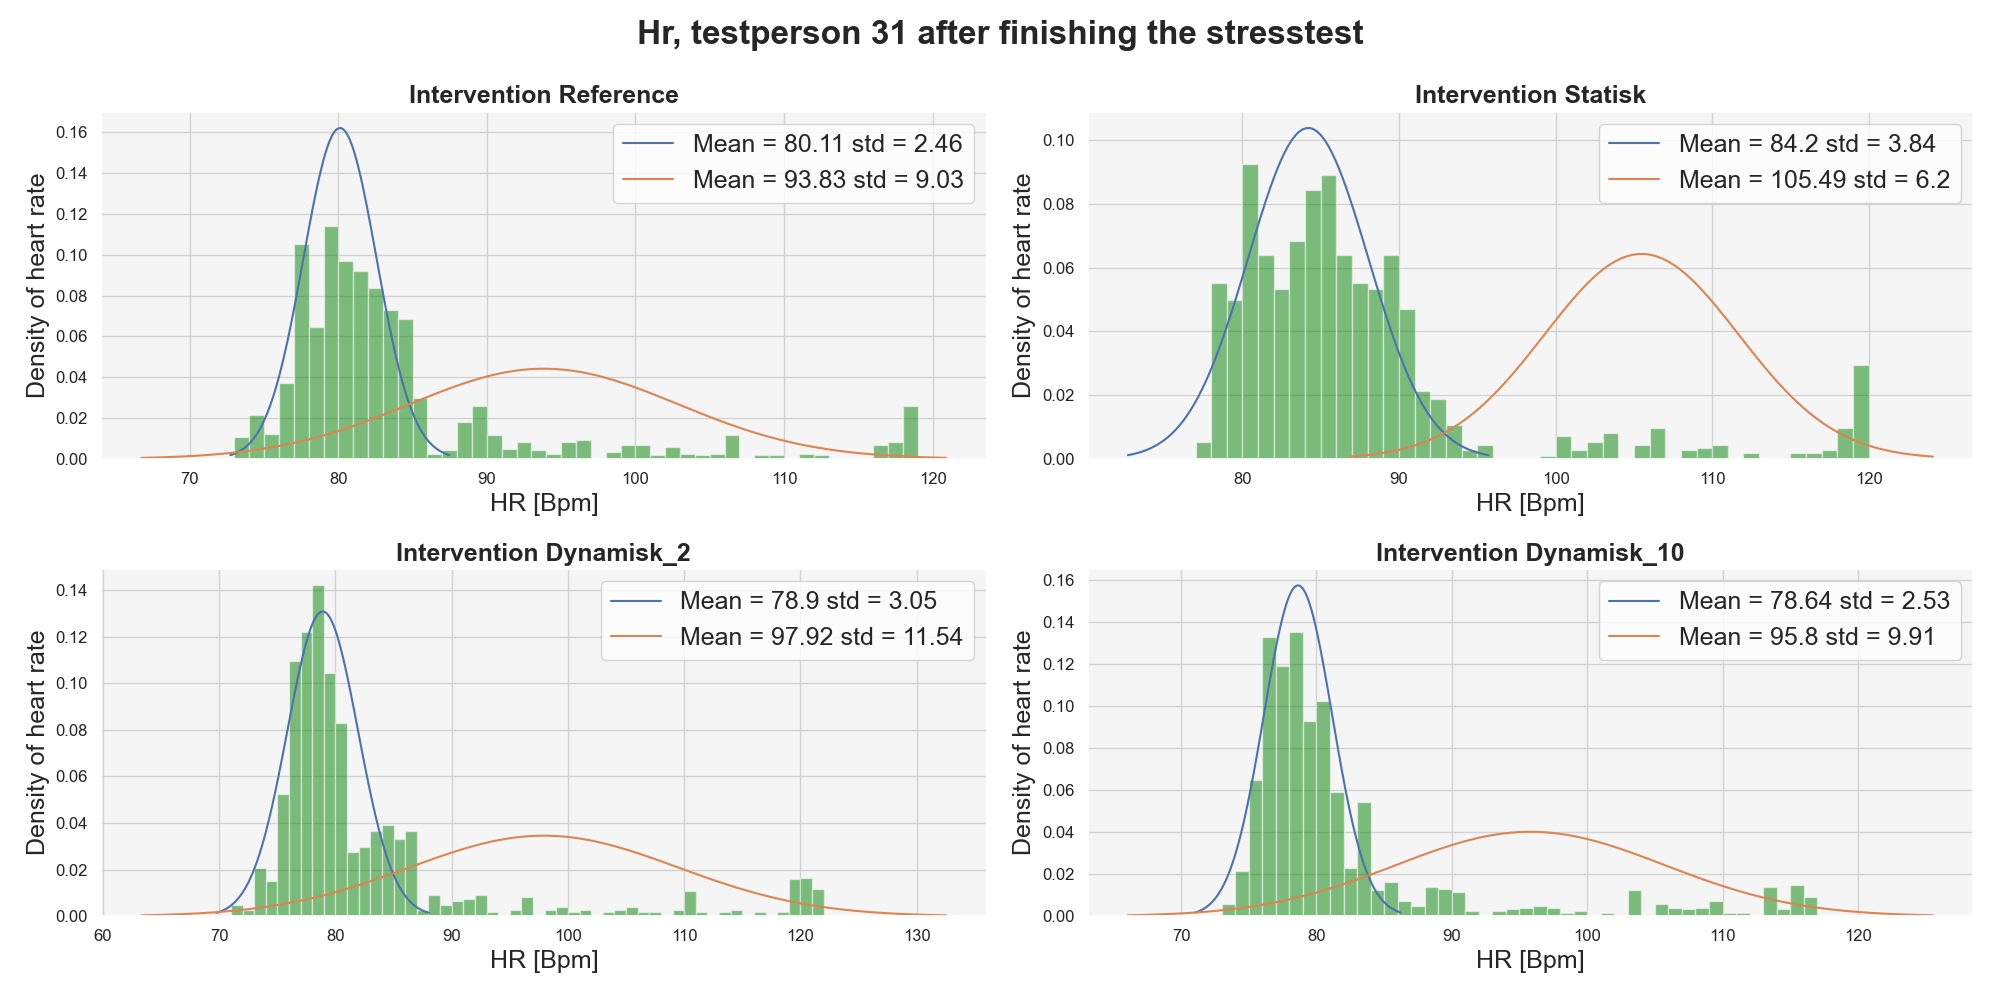 Hr, testperson 31 after finishing the stresstest
Intervention Reference
Mean = 80.11 std = 2.46
Mean = 93.83 std = 9.03
Density of heart rate
0.16
0.14
0.12
0.10
0.08
0.06
0.04
0.02
0.00
70 80 90 100 110 120
HR [Bpm]
Intervention Statisk
Mean = 84.2 std = 3.84
Mean = 105.49 std = 6.2
Density of heart rate
0.10
0.08
0.06
0.04
0.02
0.00
80 90 100 110 120
HR [Bpm]
Intervention Dynamisk_2
Mean = 78.9 std = 3.05
Mean = 97.92 std = 11.54
Density of heart rate
0.14
0.12
0.10
0.08
0.06
0.04
0.02
0.00
60 70 80 90 100 110 120 130
HR [Bpm]
Intervention Dynamisk_10
Mean = 78.64 std = 2.53
Mean = 95.8 std = 9.91
Density of heart rate
0.16
0.14
0.12
0.10
0.08
0.06
0.04
0.02
0.00
70 80 90 100 110 120
HR [Bpm]